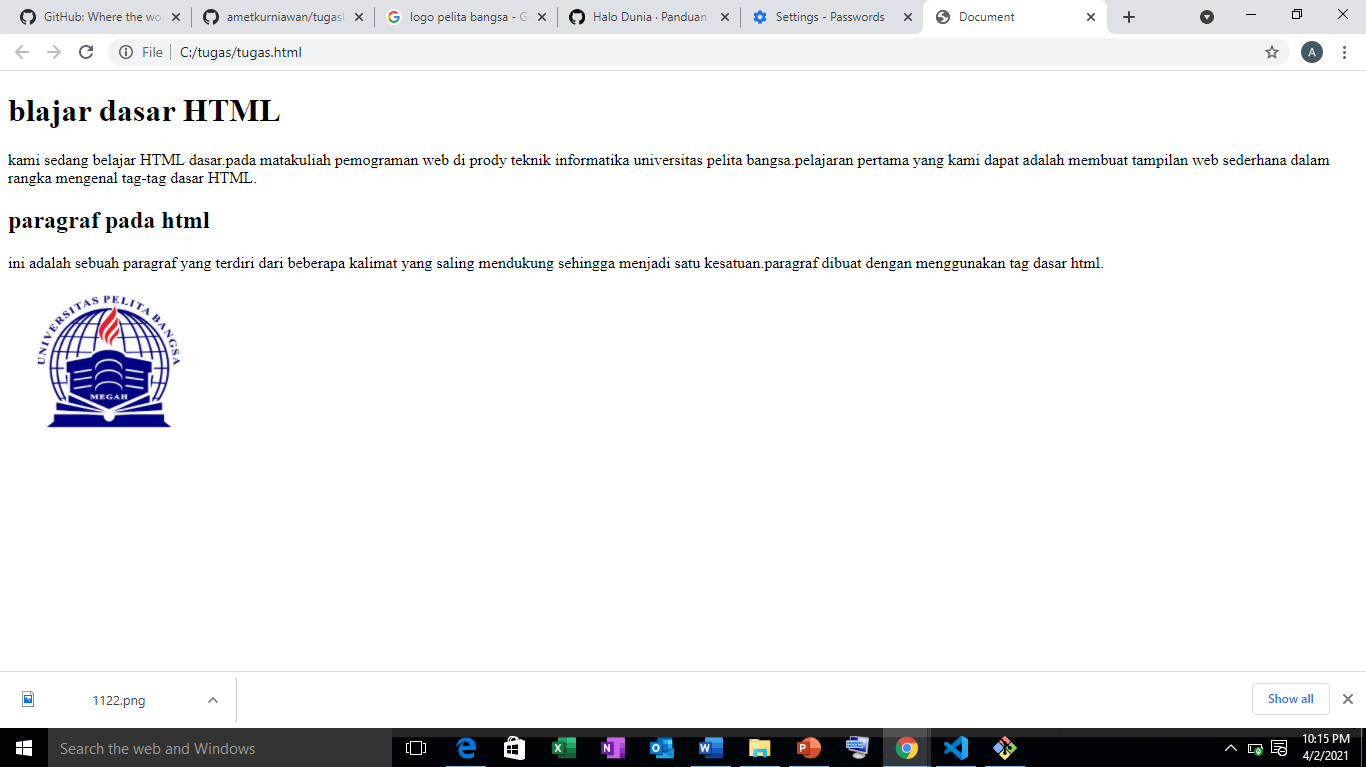 GitHub: Where the wo
ametkurniawan/tugas
logo pelita bangsa - G
Halo Dunia · Panduan
Settings - Passwords
Document
File
C:/tugas/tugas.html
A
blajar dasar HTML
kami sedang belajar HTML dasar.pada matakuliah pemograman web di prody teknik informatika universitas pelita bangsa.pelajaran pertama yang kami dapat adalah membuat tampilan web sederhana dalam
rangka mengenal tag-tag dasar HTML.
paragraf pada html
ini adalah sebuah paragraf yang terdiri dari beberapa kalimat yang saling mendukung sehingga menjadi satu kesatuan.paragraf dibuat dengan menggunakan tag dasar html.
UNIVERSITAS PELITA BANGSA
MEGAH
1122.png
Show all
Search the web and Windows
10:15 PM
4/2/2021